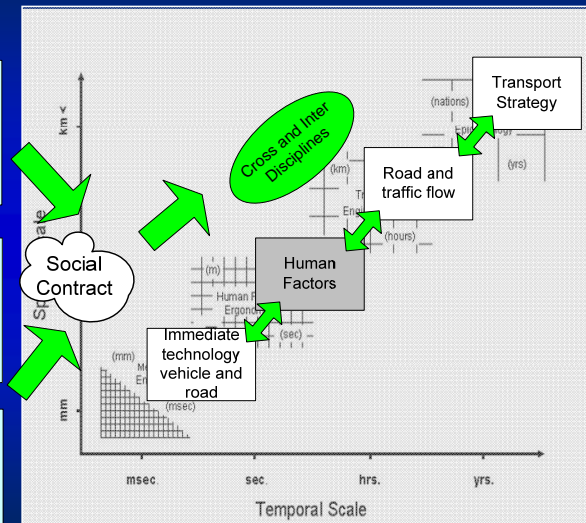 Transport
Strategy
(nations)
km <
Cross and Inter
Disciplines
(yrs)
(km)
Road and
traffic flow
(hours)
Social
Contract
(m)
Human
Factors
Human
(sec)
Immediate
technology
vehicle and
road
(mm)
(msec)
mm
msec.
sec.
hrs.
yrs.
Temporal Scale